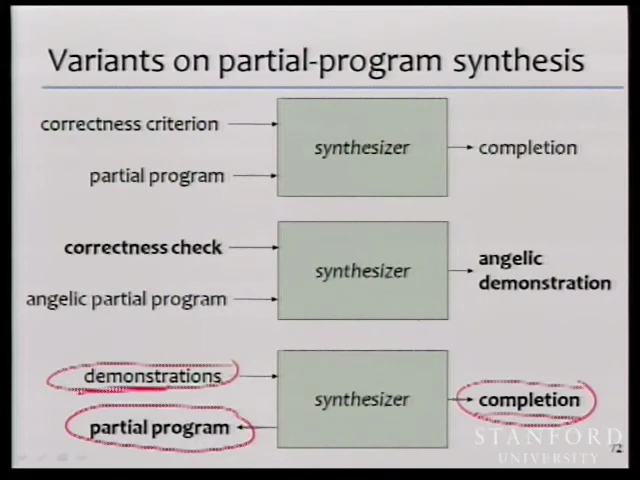 Variants on partial-program synthesis
correctness criterion
partial program
synthesizer
completion
correctness check
angelic partial program
synthesizer
angelic
demonstration
demonstrations
partial program
synthesizer
completion
STANFORD
UNIVERSITY
72